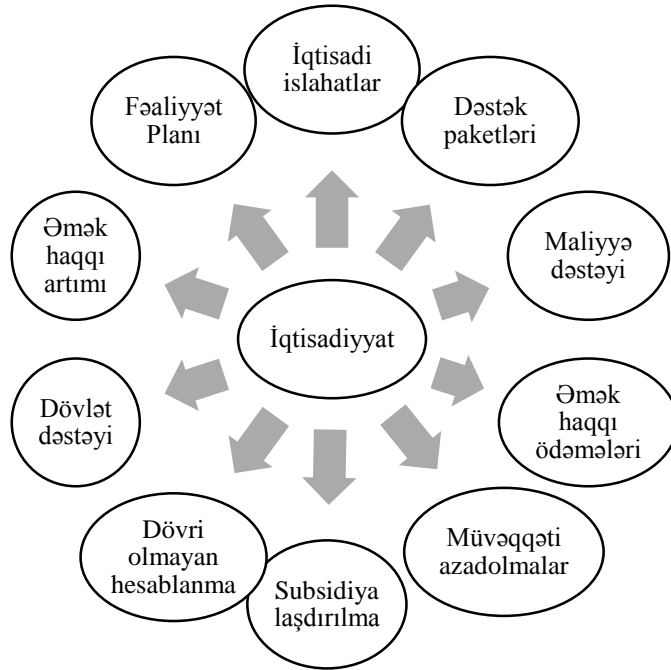 İqtisadi
islahatlar
Dəstək
paketləri
Maliyyə
dəstəyi
Əmək
haqqı
ödəmələri
Müvəqqəti
azadolmalar
Subsidiya
laşdırılma
Dövri
olmayan
hesablanma
Dövlət
dəstəyi
Əmək
haqqı
artımı
Fəaliyyət
Planı
İqtisadiyyat